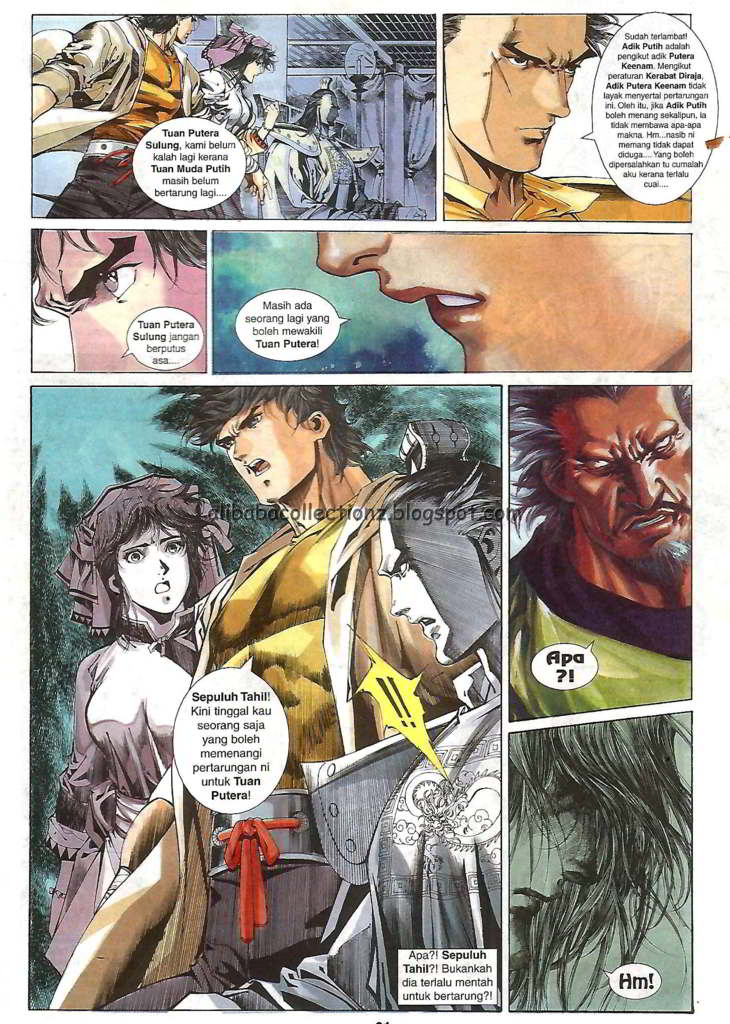 Tuan Putera
Sulung, kami belum
kalah lagi kerana
Tuan Muda Putih
masih belum
bertarung lagi....
Sudah terlambat!
Adik Putih adalah
pengikut adik Putera
Keenam. Mengikut
peraturan Kerabat Diraja,
Adik Putera Keenam tidak
layak menyertai pertarungan
ini. Oleh itu, jika Adik Putih
boleh menang sekalipun, ia
tidak membawa apa-apa
makna. Hm...nasib ni
memang tidak dapat
diduga.... Yang boleh
dipersalahkan tu cumalah
aku kerana terlalu
cuai....
Tuan Putera
Sulung jangan
berputus
asa....
Masih ada
seorang lagi yang
boleh mewakili
Tuan Putera!
alibabacollectionz.blogspot.com
Sepuluh Tahil!
Kini tinggal kau
seorang saja
yang boleh
memenangi
pertarungan ni
untuk Tuan
Putera!
!!
Apa
?!
Apa?! Sepuluh
Tahil?! Bukankah
dia terlalu mentah
untuk bertarung?!
Hm!